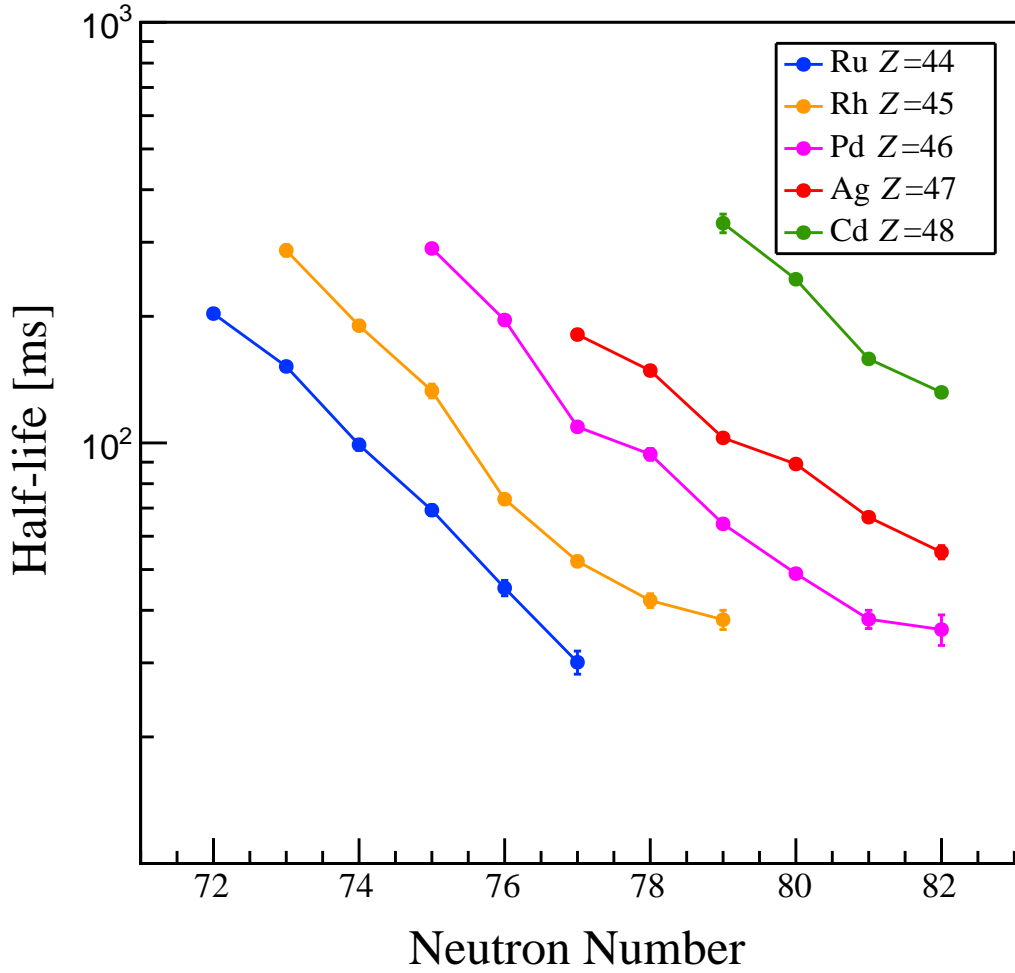 10³
Ru Z=44
Rh Z=45
Pd Z=46
Ag Z=47
Cd Z=48
Half-life [ms]
10²
72 74 76 78 80 82
Neutron Number